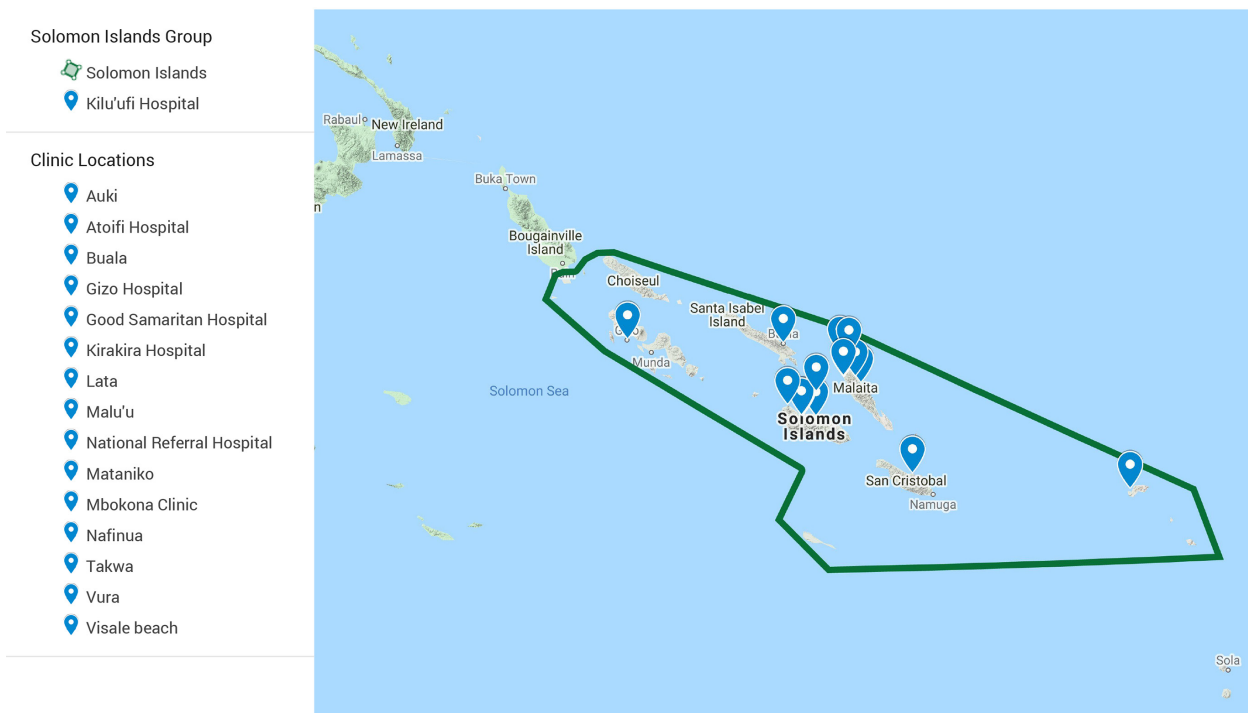 Solomon Islands Group
Solomon Islands
Kilu'ufi Hospital
Clinic Locations
Auki
Atoifi Hospital
Buala
Gizo Hospital
Good Samaritan Hospital
Kirakira Hospital
Lata
Malu'u
National Referral Hospital
Mataniko
Mbokona Clinic
Nafinua
Takwa
Vura
Visale beach
Rabaul
New Ireland
Lamassa
n
Buka Town
Bougainville
Island
Choiseul
Santa Isabel
Island
Munda
Solomon Sea
Malaita
Solomon
Islands
San Cristobal
Namuga
Sola